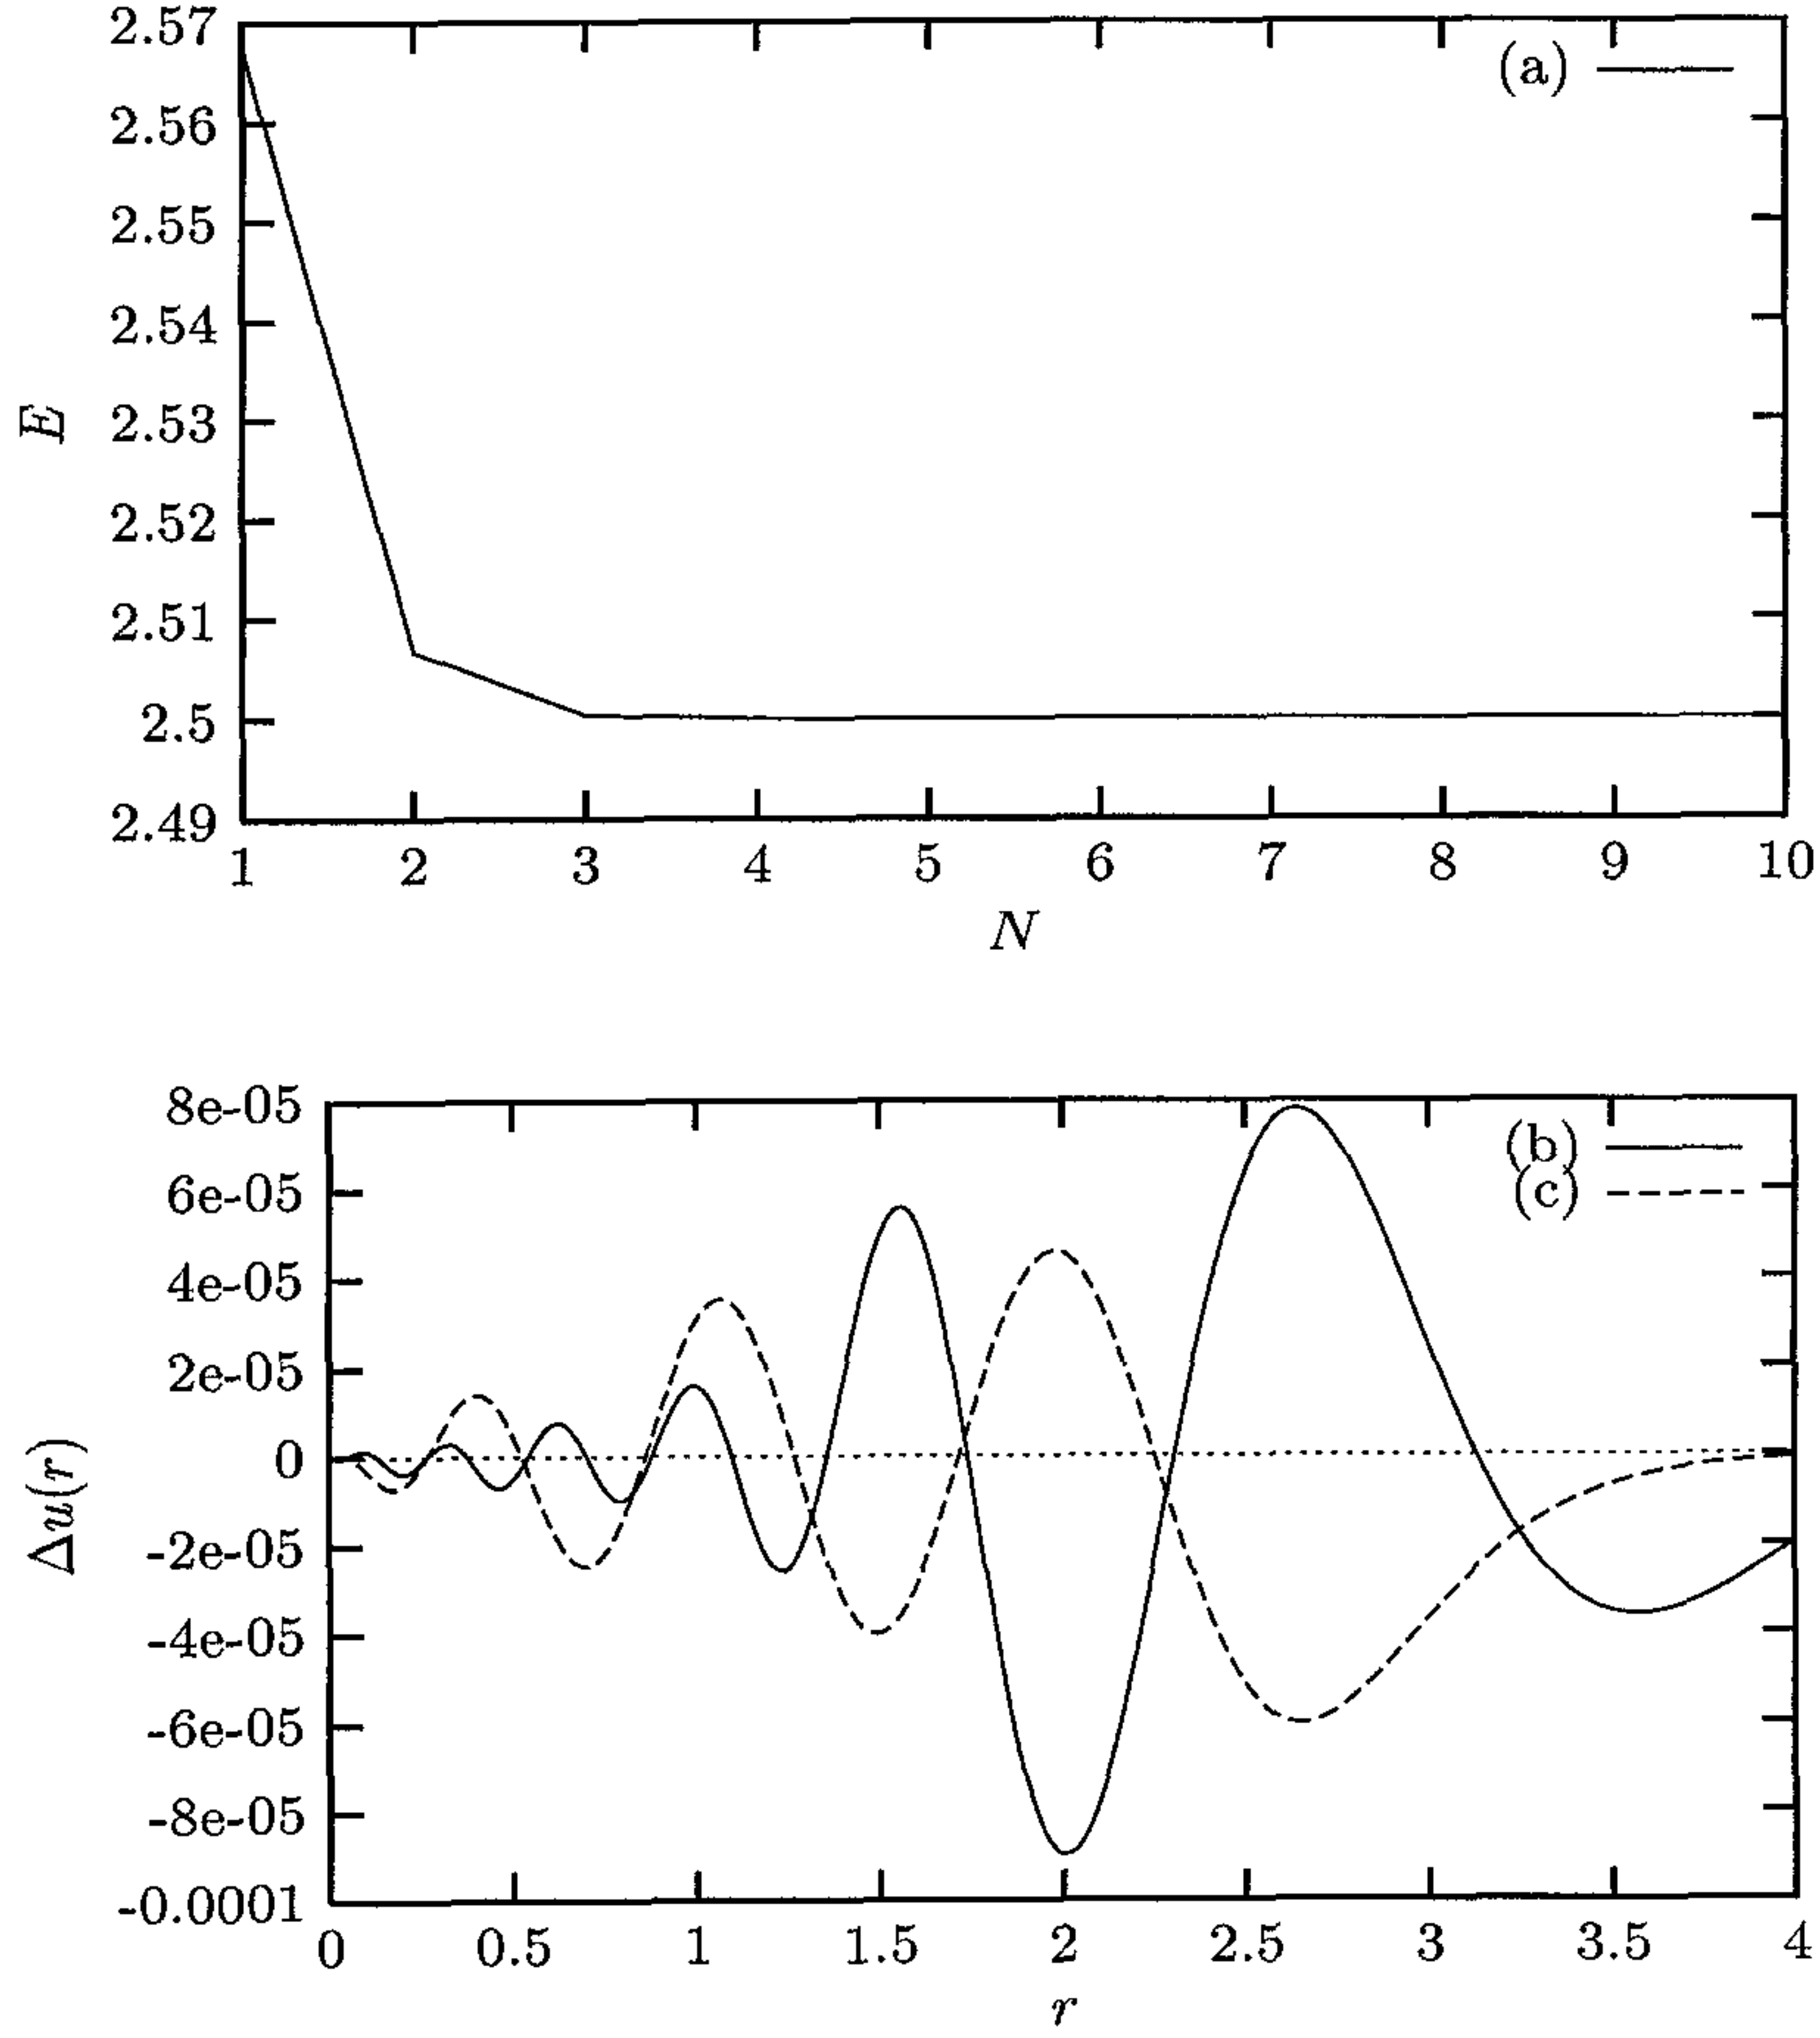 2.57
(a)
2.56
2.55
2.54
E
2.53
2.52
2.51
2.5
2.49
1 2 3 4 5 6 7 8 9 10
N
8e-05
(b)
6e-05
(c)
4e-05
2e-05
0
Δu(r)
-2e-05
-4e-05
-6e-05
-8e-05
-0.0001
0 0.5 1 1.5 2 2.5 3 3.5 4
r